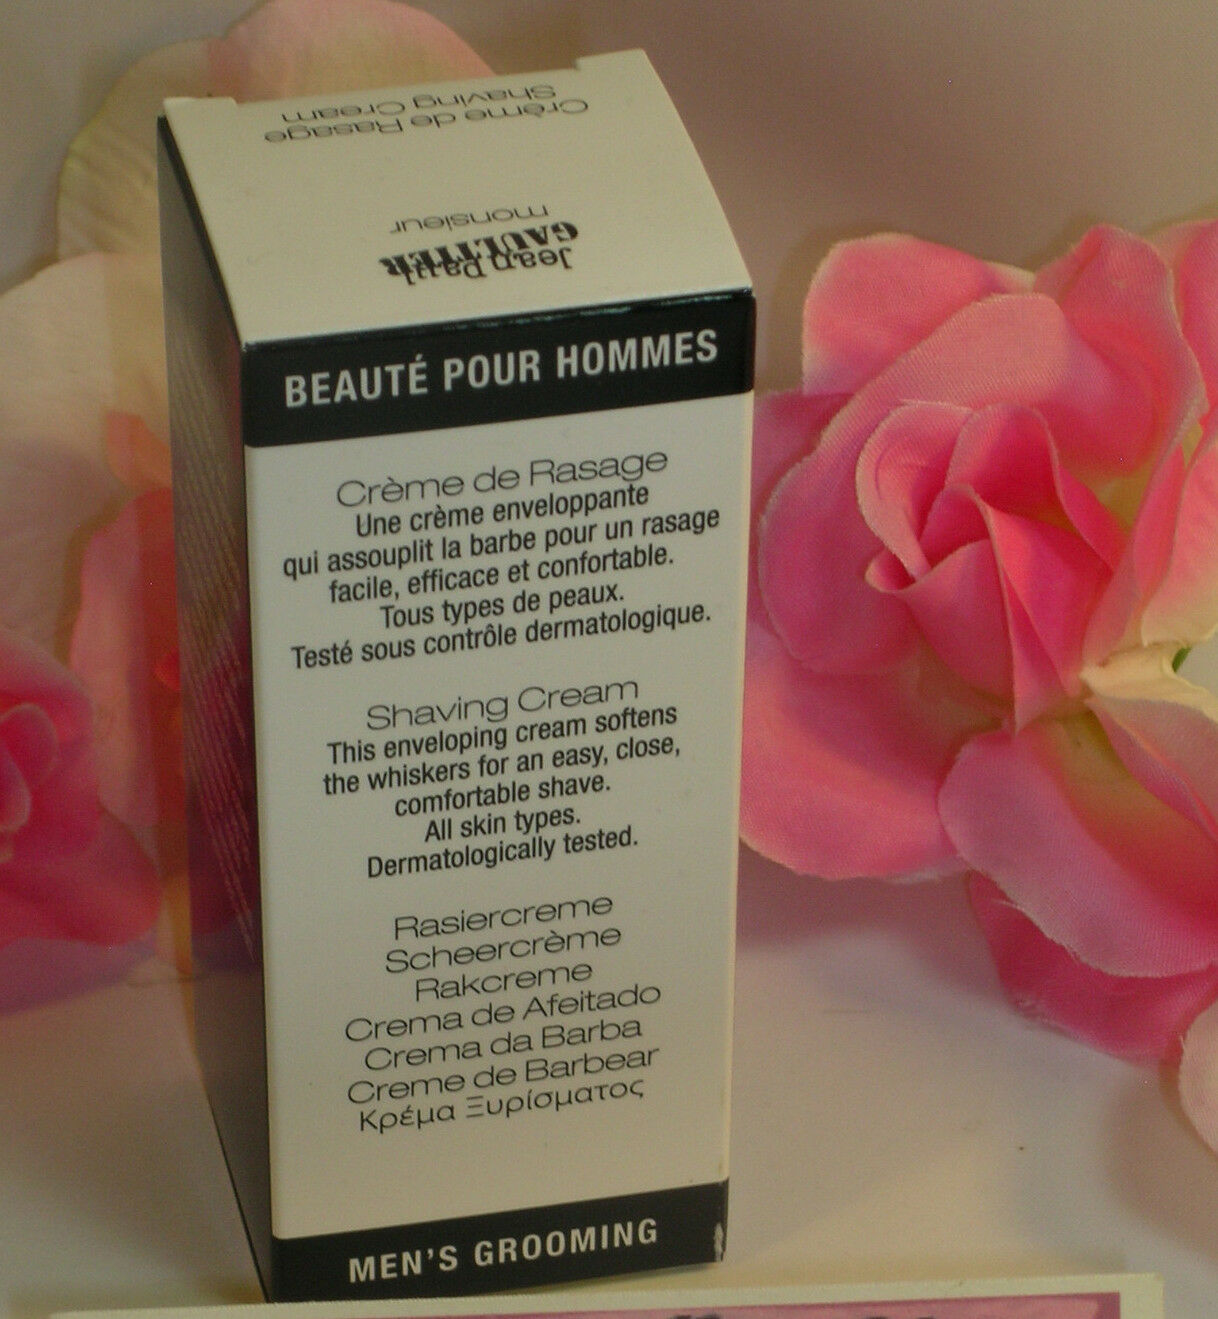 Crème de Rasage
Shaving Cream
Jean Paul
GAULTIER
monsieur
BEAUTÉ POUR HOMMES
Crème de Rasage
Une crème enveloppante
qui assouplit la barbe pour un rasage
facile, efficace et confortable.
Tous types de peaux.
Testé sous contrôle dermatologique.
Shaving Cream
This enveloping cream softens
the whiskers for an easy, close,
comfortable shave.
All skin types.
Dermatologically tested.
Rasiercreme
Scheercrème
Rakcreme
Crema de Afeitado
Crema da Barba
Creme de Barbear
Κρέμα Ξυρίσματος
MEN'S GROOMING